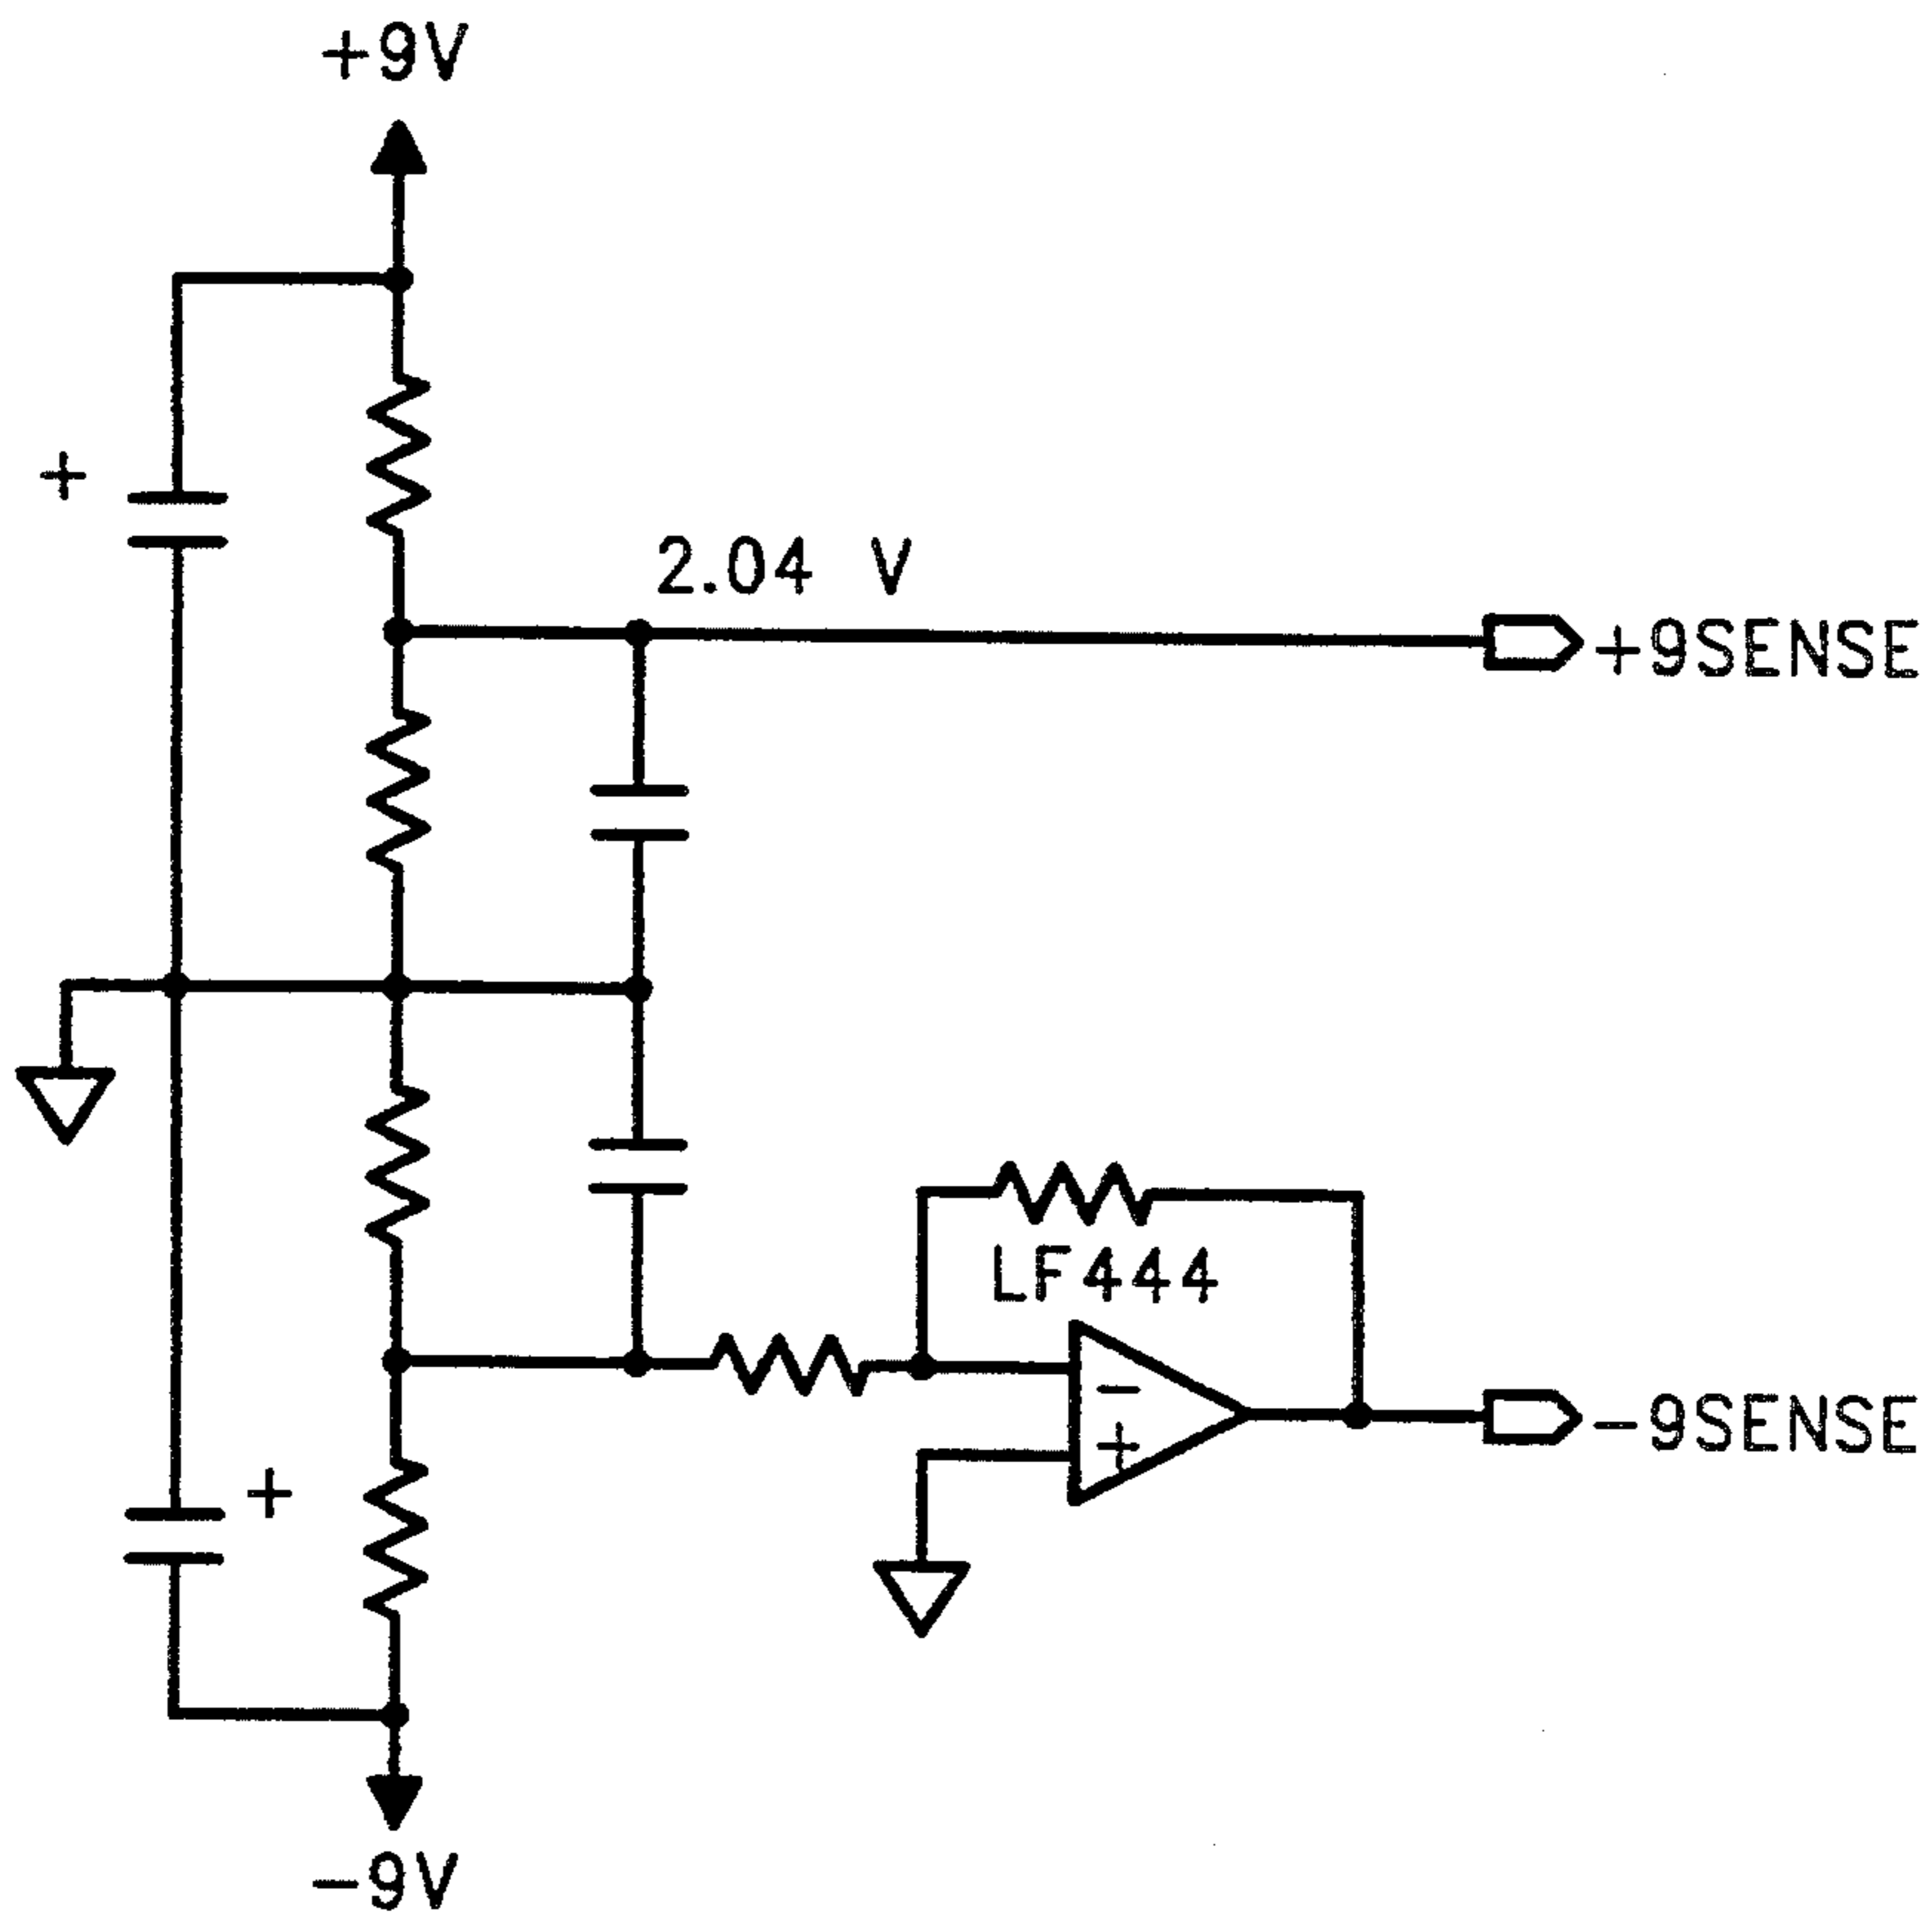 +9V
+
2.04 V
+9SENSE
LF444
-
+
-9SENSE
+
-9V